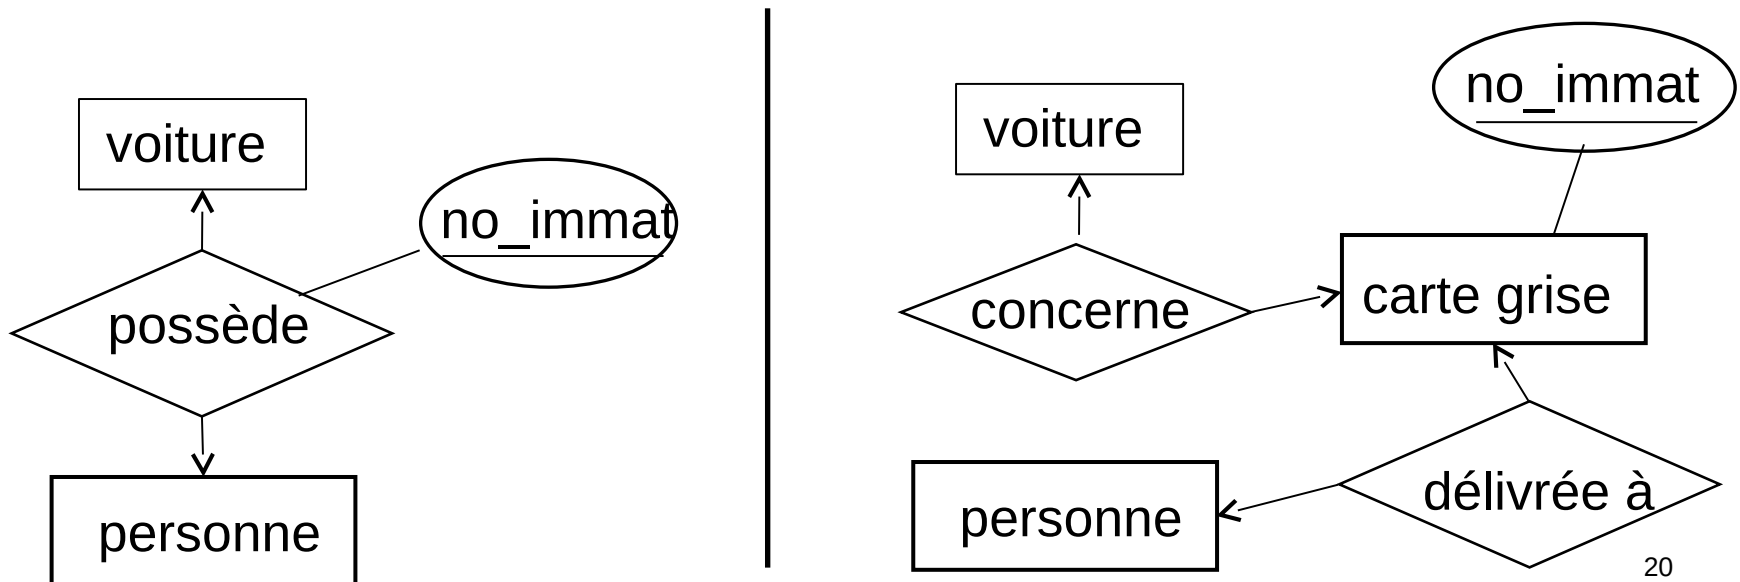 voiture
no_immat
possède
personne
no_immat
voiture
concerne
carte grise
délivrée à
personne
20